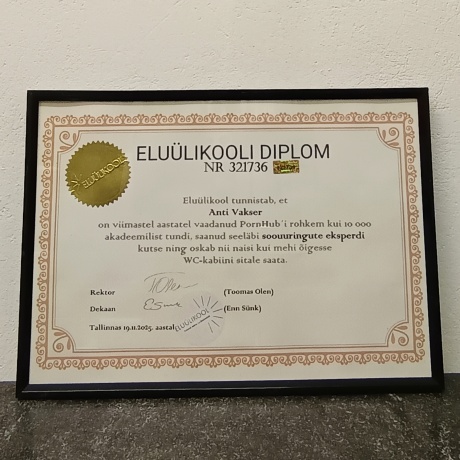 ELUÜLIKOOLI DIPLOM
NR 321736
ELUÜLIKOOL
Eluülikool tunnistab, et
Anti Vakser
on viimastel aastatel vaadanud PornHub´i rohkem kui 10 000
akadeemilist tundi, saanud seeläbi soouuringute eksperdi
kutse ning oskab nii naisi kui mehi õigesse
WC-kabiini sitale saata.
Rektor (Toomas Olen)
Dekaan (Enn Sünk)
Tallinnas 19.11.2025. aastal
ELUÜLIKOOL